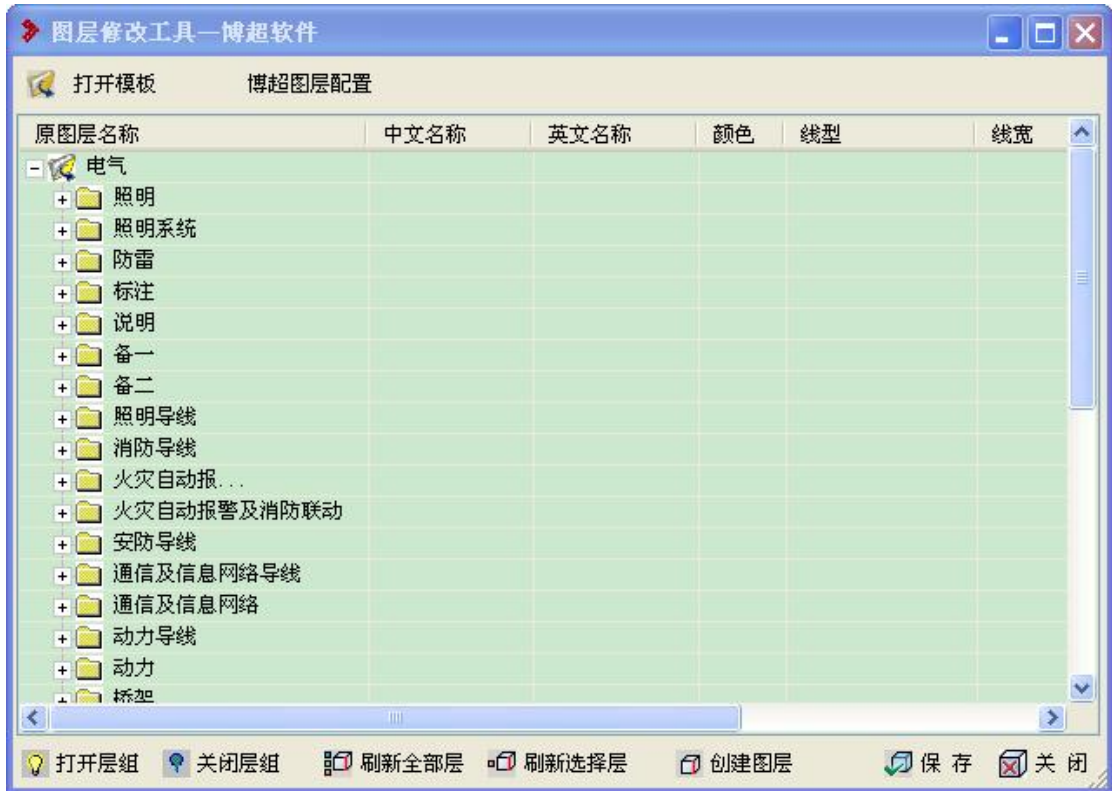 图层修改工具—博超软件
打开模板 博超图层配置
原图层名称 中文名称 英文名称 颜色 线型 线宽
电气
照明
照明系统
防雷
标注
说明
备一
备二
照明导线
消防导线
火灾自动报...
火灾自动报警及消防联动
安防导线
通信及信息网络导线
通信及信息网络
动力导线
动力
桥架
打开层组 关闭层组 刷新全部层 刷新选择层 创建图层 保存 关闭